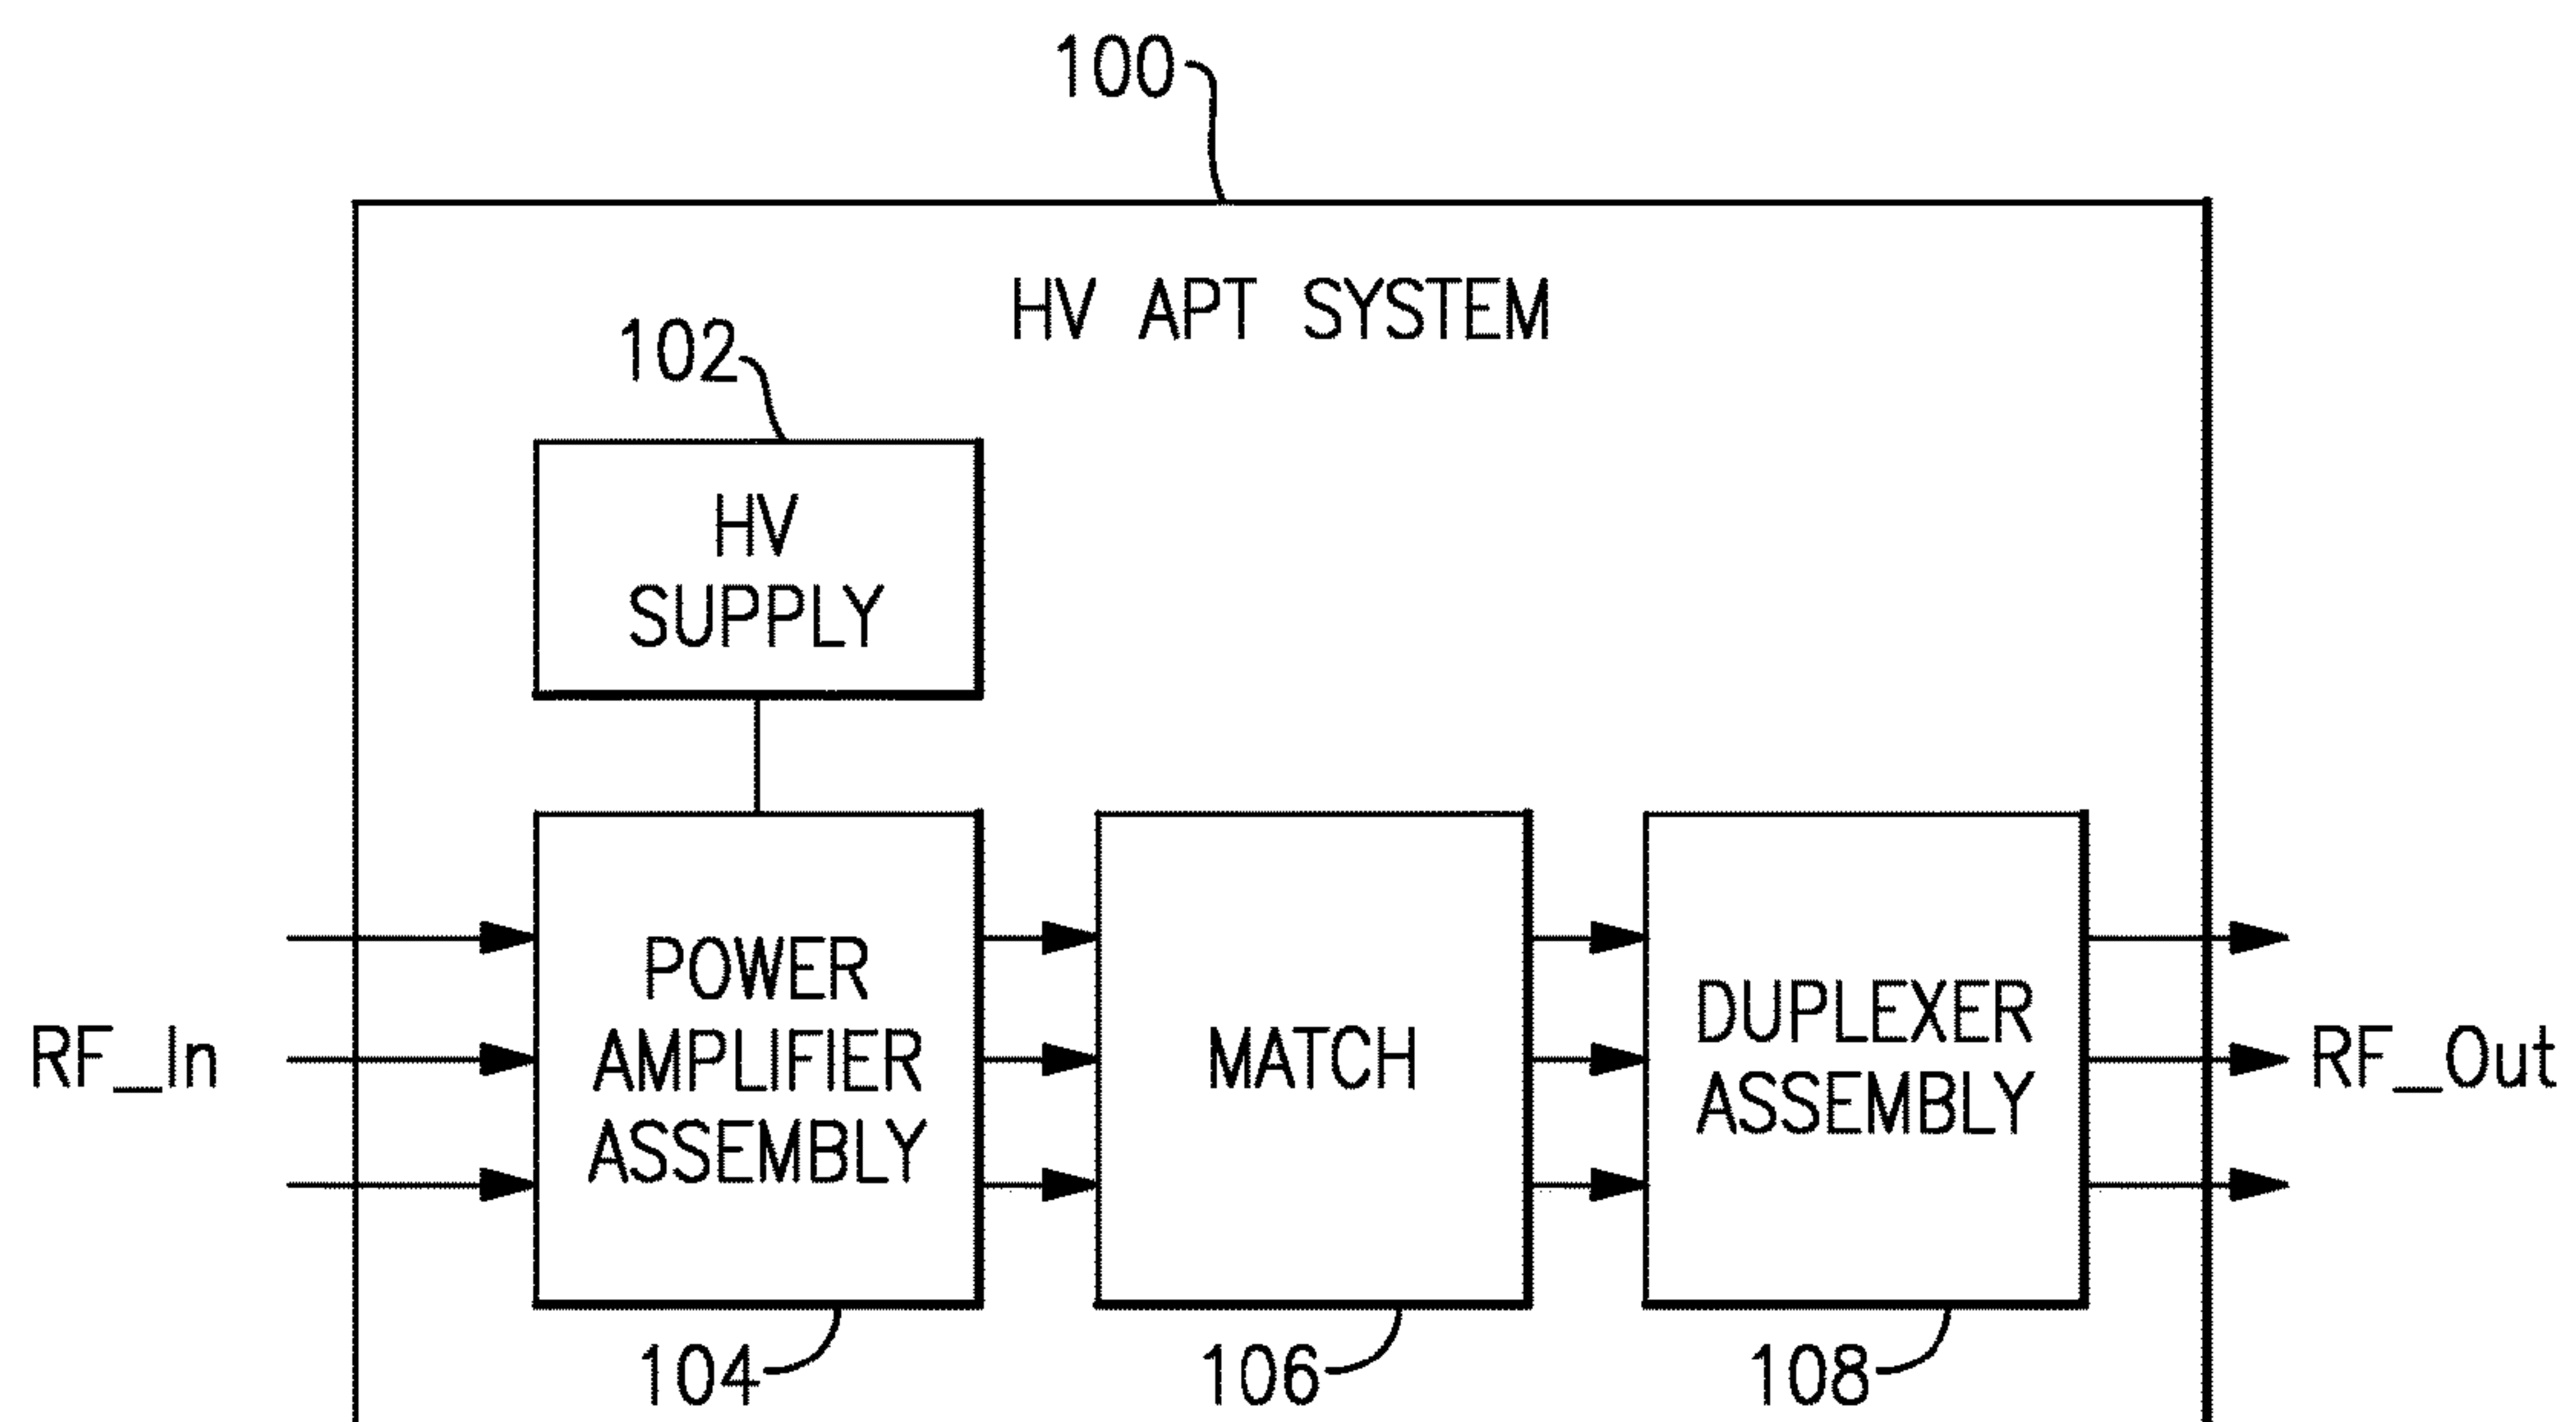 100
HV APT SYSTEM
102
HV
SUPPLY
RF_In
POWER
AMPLIFIER
ASSEMBLY
MATCH
DUPLEXER
ASSEMBLY
RF_Out
104
106
108